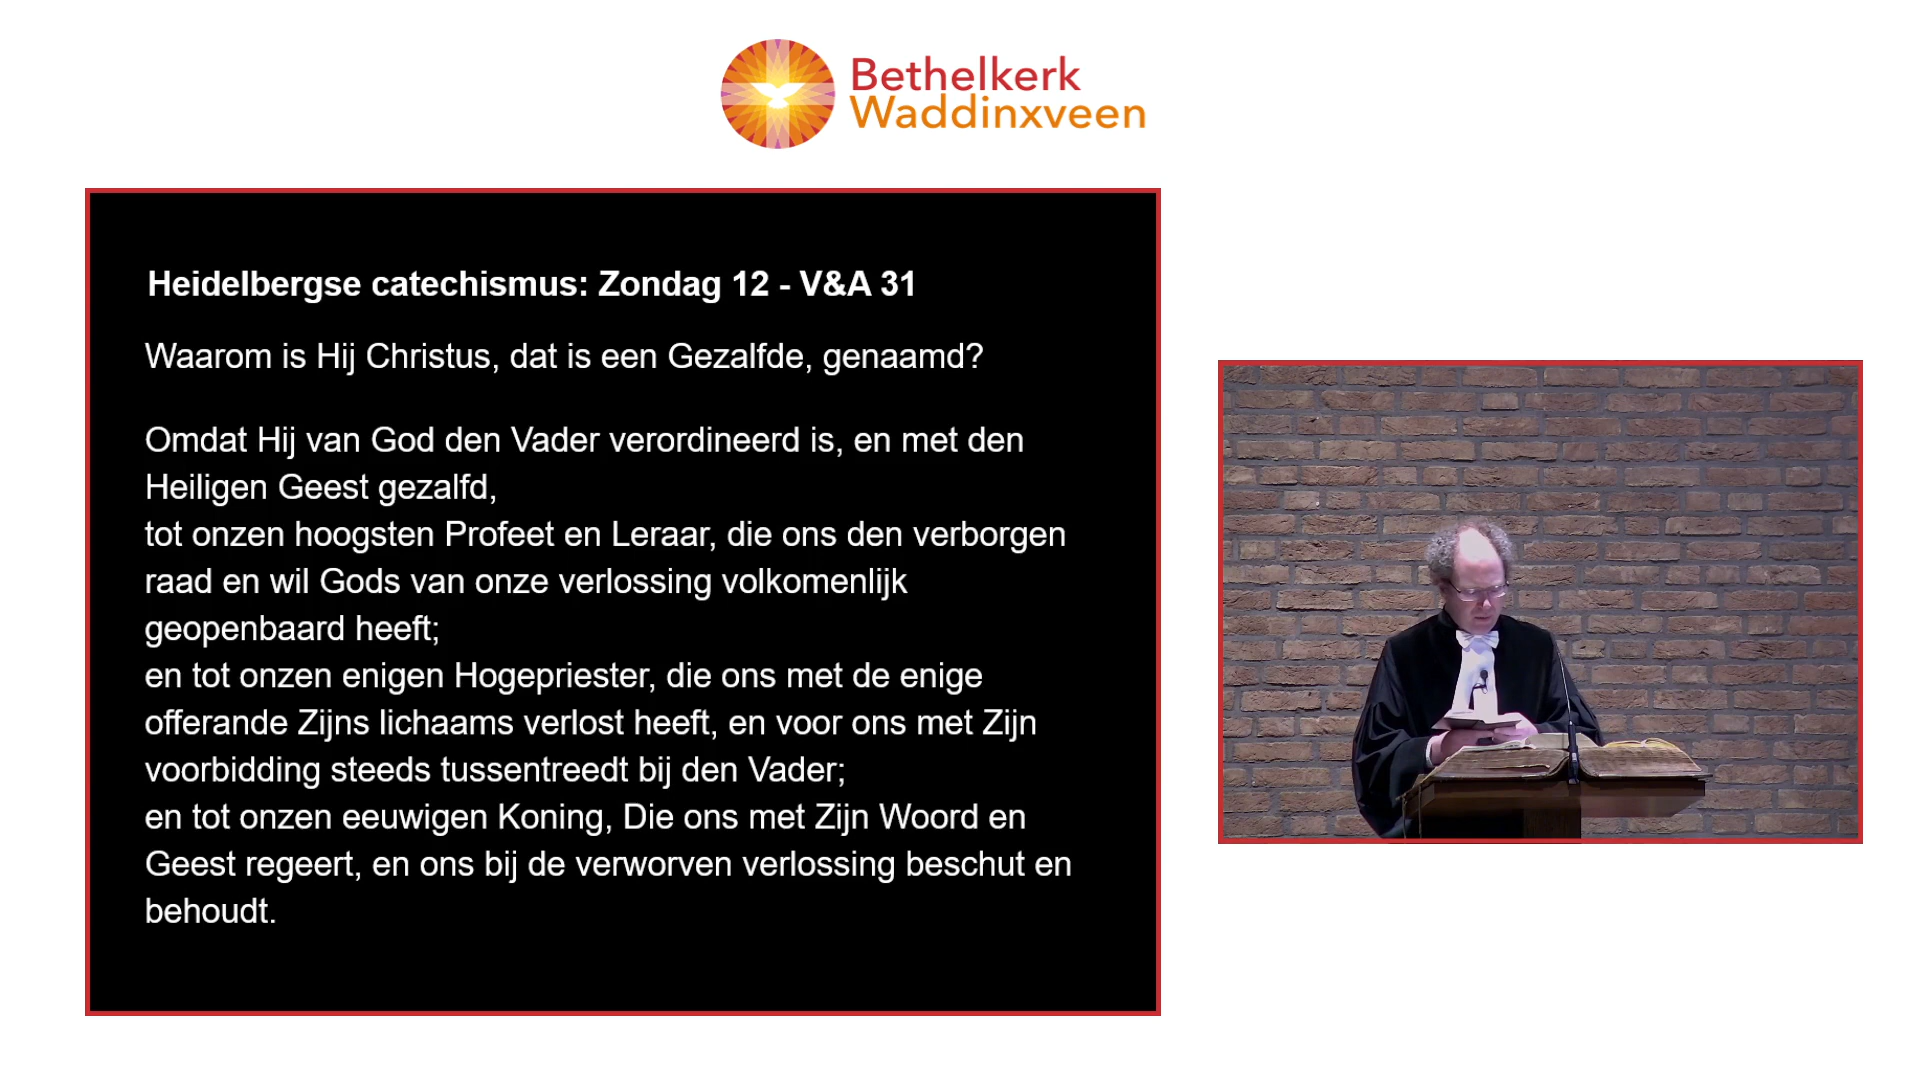 Bethelkerk
Waddinxveen
Heidelbergse catechismus: Zondag 12 - V&A 31
Waarom is Hij Christus, dat is een Gezalfde, genaamd?
Omdat Hij van God den Vader verordineerd is, en met den
Heiligen Geest gezalfd,
tot onzen hoogsten Profeet en Leraar, die ons den verborgen
raad en wil Gods van onze verlossing volkomenlijk
geopenbaard heeft;
en tot onzen enigen Hogepriester, die ons met de enige
offerande Zijns lichaams verlost heeft, en voor ons met Zijn
voorbidding steeds tussentreedt bij den Vader;
en tot onzen eeuwigen Koning, Die ons met Zijn Woord en
Geest regeert, en ons bij de verworven verlossing beschut en
behoudt.